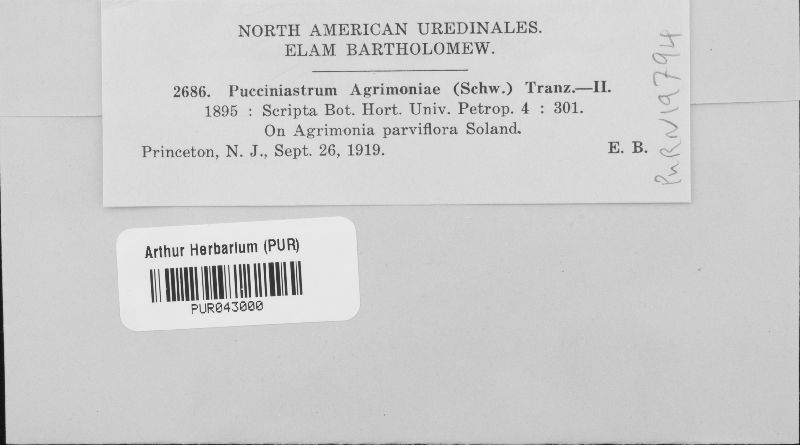 NORTH AMERICAN UREDINALES.
ELAM BARTHOLOMEW.
2686. Pucciniastrum Agrimoniae (Schw.) Tranz.—II.
1895 : Scripta Bot. Hort. Univ. Petrop. 4 : 301.
On Agrimonia parviflora Soland.
Princeton, N. J., Sept. 26, 1919. E. B.
PURN19794
Arthur Herbarium (PUR)
PUR043000